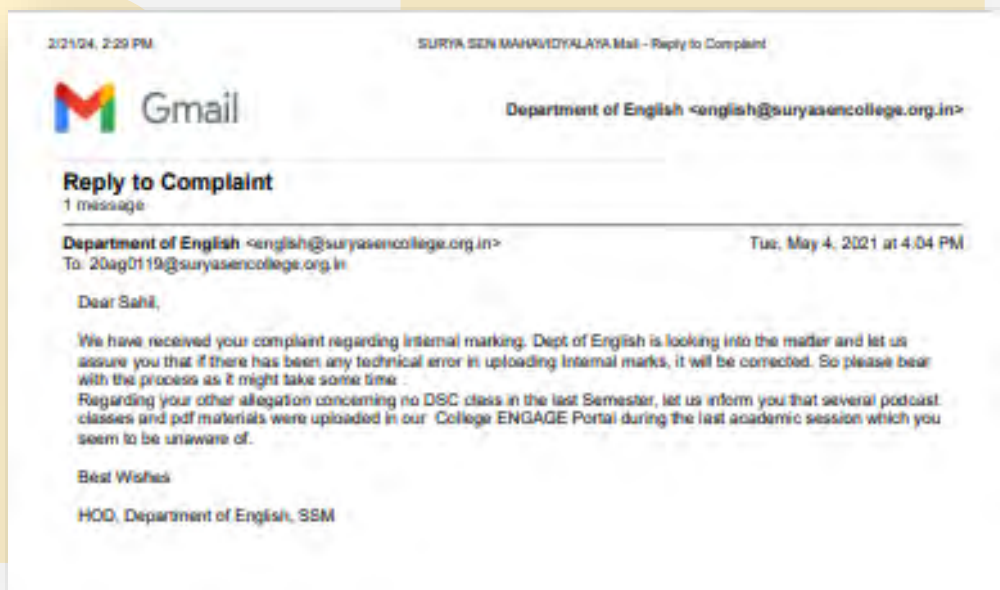 2/21/24, 2:29 PM
SURYA SEN MAHAVIDYALAYA Mail - Reply to Complaint
Gmail
Department of English <english@suryasencollege.org.in>
Reply to Complaint
1 message
Department of English <english@suryasencollege.org.in>
Tue, May 4, 2021 at 4:04 PM
To: 20ag0119@suryasencollege.org.in
Dear Sahil,
We have received your complaint regarding Internal marking. Dept of English is looking into the matter and let us
assure you that if there has been any technical error in uploading Internal marks, it will be corrected. So please bear
with the process as it might take some time .
Regarding your other allegation concerning no DSC class in the last Semester, let us inform you that several podcast
classes and pdf materials were uploaded in our College ENGAGE Portal during the last academic session which you
seem to be unaware of.
Best Wishes
HOD, Department of English, SSM